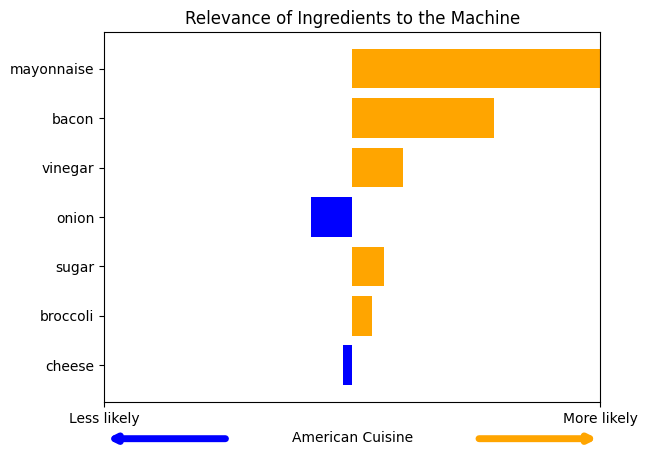 Relevance of Ingredients to the Machine
mayonnaise
bacon
vinegar
onion
sugar
broccoli
cheese
Less likely
More likely
American Cuisine